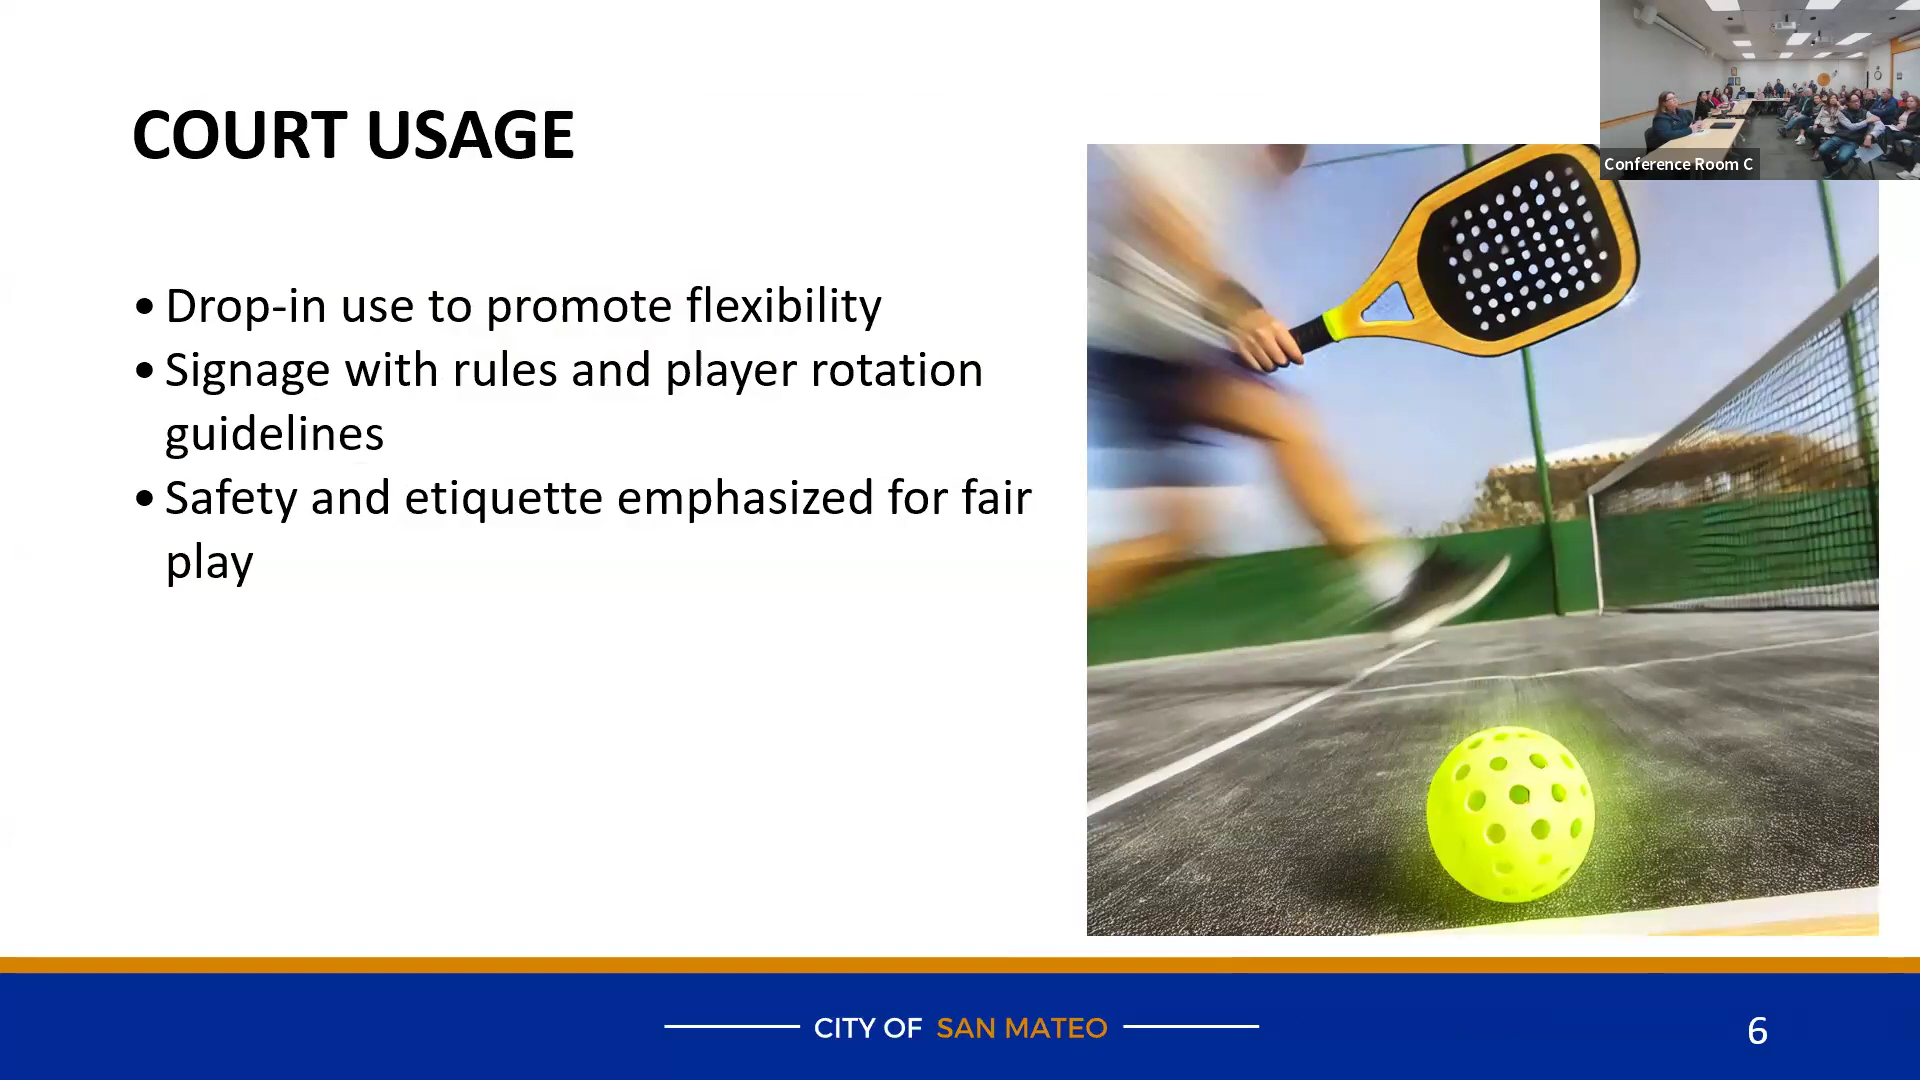 COURT USAGE
Conference Room C
• Drop-in use to promote flexibility
• Signage with rules and player rotation
guidelines
• Safety and etiquette emphasized for fair
play
CITY OF SAN MATEO
6